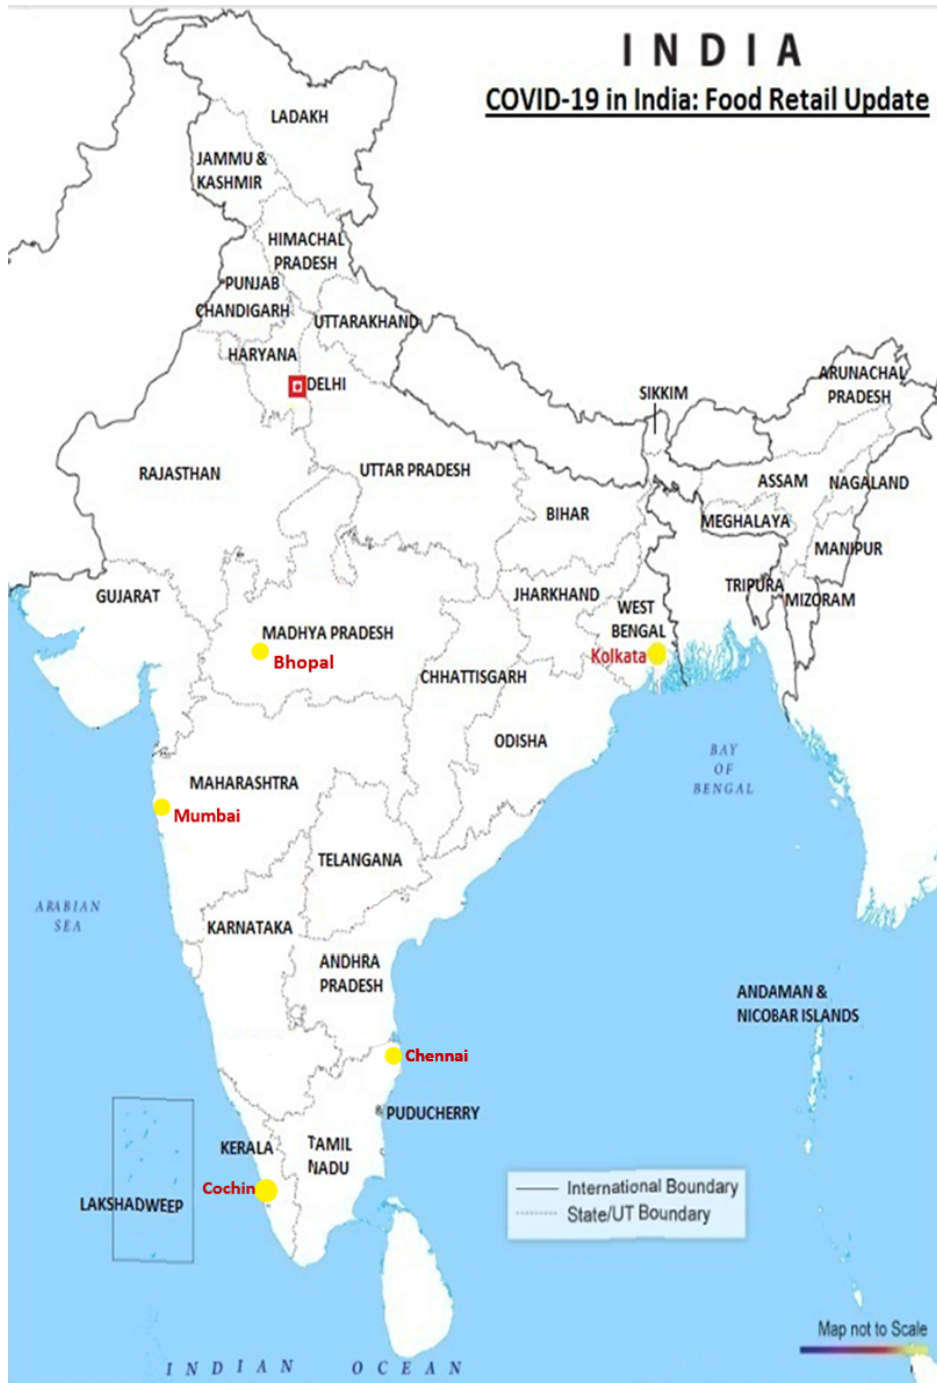 INDIA
COVID-19 in India: Food Retail Update
LADAKH
JAMMU &
KASHMIR
HIMACHAL
PRADESH
PUNJAB
CHANDIGARH
UTTARAKHAND
HARYANA
DELHI
SIKKIM
ARUNACHAL
PRADESH
RAJASTHAN
UTTAR PRADESH
ASSAM
NAGALAND
BIHAR
MEGHALAYA
MANIPUR
GUJARAT
JHARKHAND
WEST
BENGAL
TRIPURA
MIZORAM
MADHYA PRADESH
Bhopal
Kolkata
CHHATTISGARH
ODISHA
BAY
OF
BENGAL
MAHARASHTRA
Mumbai
TELANGANA
ARABIAN
SEA
KARNATAKA
ANDHRA
PRADESH
ANDAMAN &
NICOBAR ISLANDS
Chennai
PUDUCHERRY
KERALA
TAMIL
NADU
Cochin
LAKSHADWEEP
International Boundary
State/UT Boundary
Map not to Scale
INDIAN OCEAN